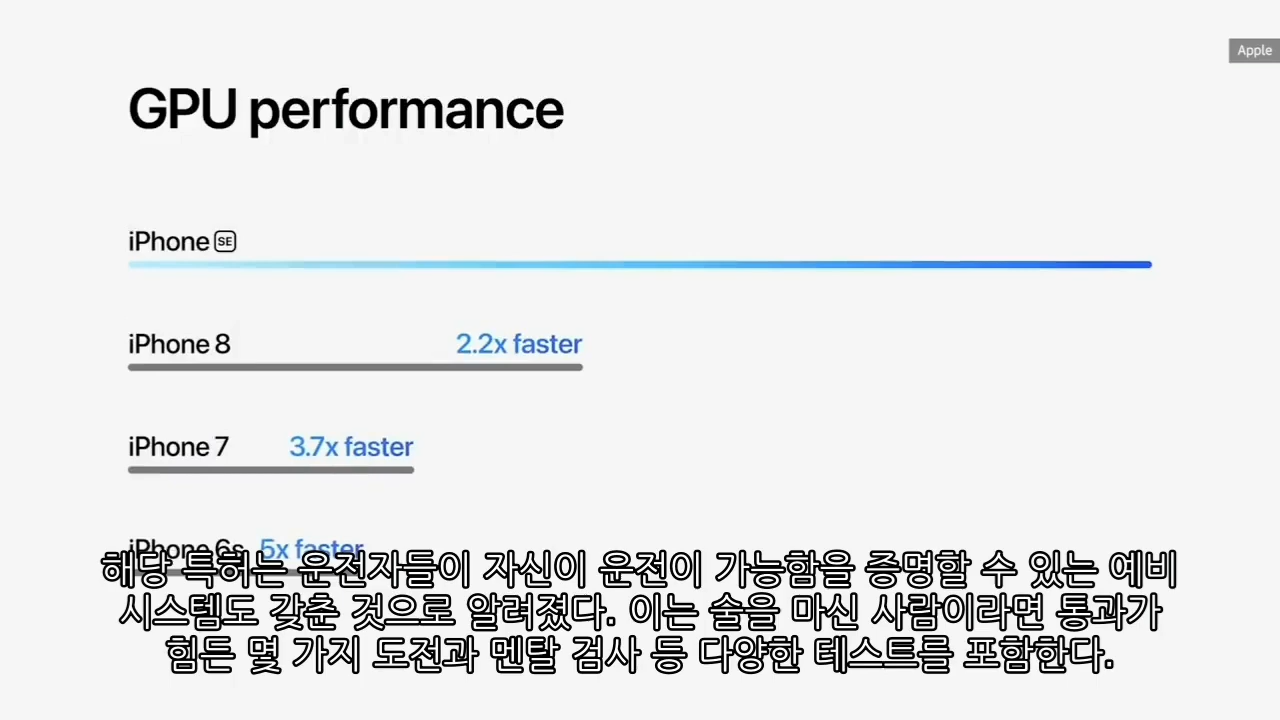 Apple
GPU performance
iPhone SE
iPhone 8 2.2x faster
iPhone 7 3.7x faster
iPhone 6s 5x faster
해당 특허는 운전자들이 자신이 운전이 가능함을 증명할 수 있는 예비
시스템도 갖춘 것으로 알려졌다. 이는 술을 마신 사람이라면 통과가
힘든 몇 가지 도전과 멘탈 검사 등 다양한 테스트를 포함한다.